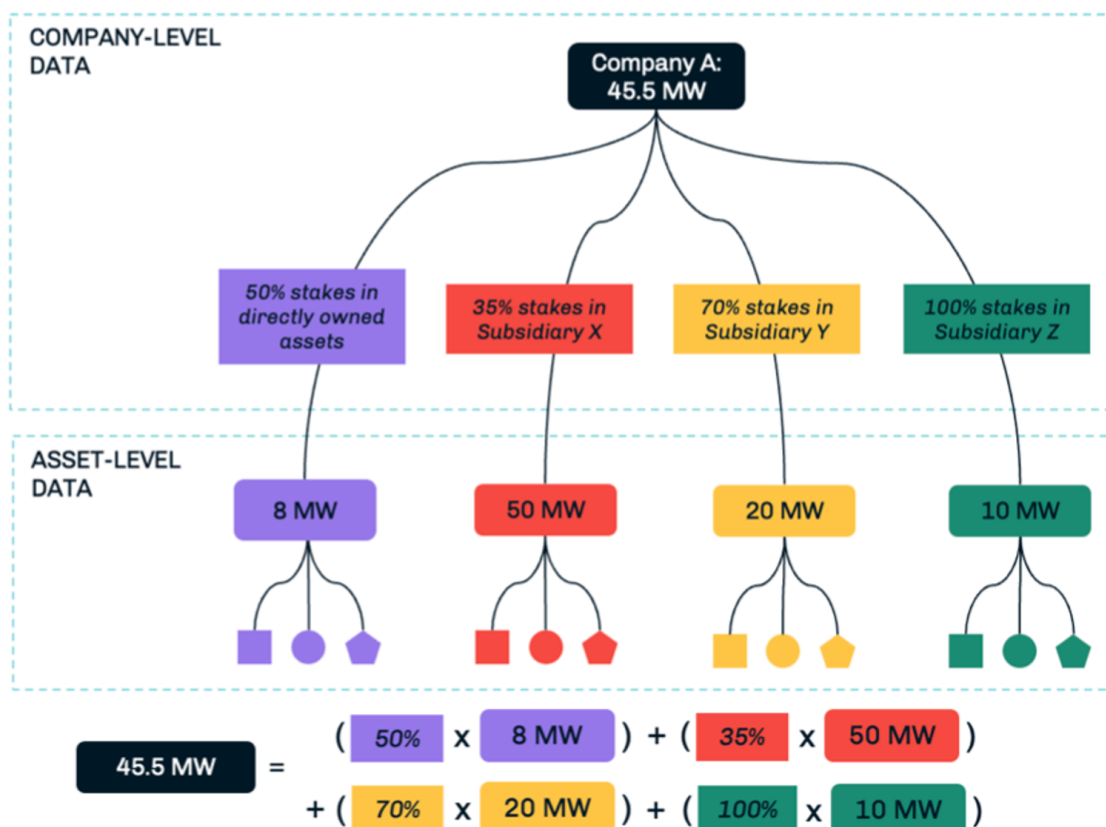 COMPANY-LEVEL
DATA
Company A:
45.5 MW
50% stakes in
directly owned
assets
35% stakes in
Subsidiary X
70% stakes in
Subsidiary Y
100% stakes in
Subsidiary Z
ASSET-LEVEL
DATA
8 MW
50 MW
20 MW
10 MW
45.5 MW = ( 50% x 8 MW ) + ( 35% x 50 MW )
+ ( 70% x 20 MW ) + ( 100% x 10 MW )